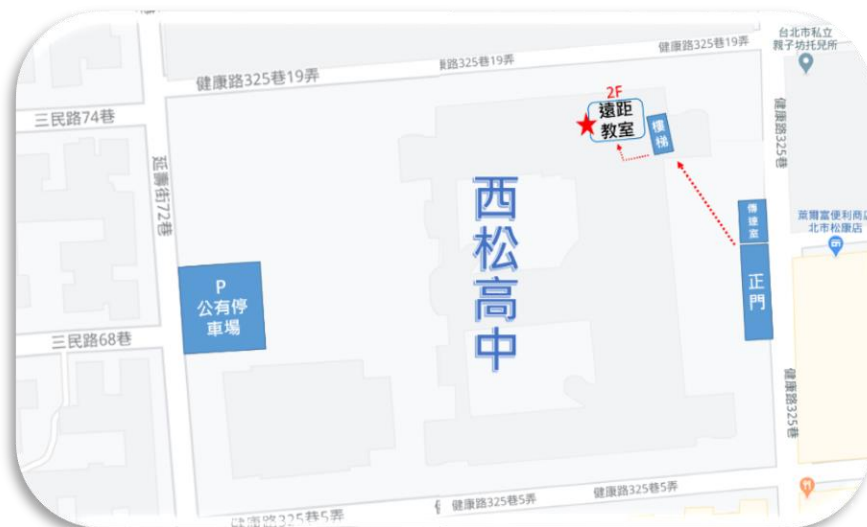 台北市私立
親子坊托兒所
健康路325巷19弄
康路325巷19弄
健康路325巷19弄
三民路74巷
延壽街72巷
2F
遠距
教室
樓梯
健康路325巷
西松高中
傳達室
萊爾富便利商店
北市松康店
正門
P
公有停
車場
三民路68巷
健康路325巷
健康路325巷5弄
健康路325巷5弄
健康路325巷5弄